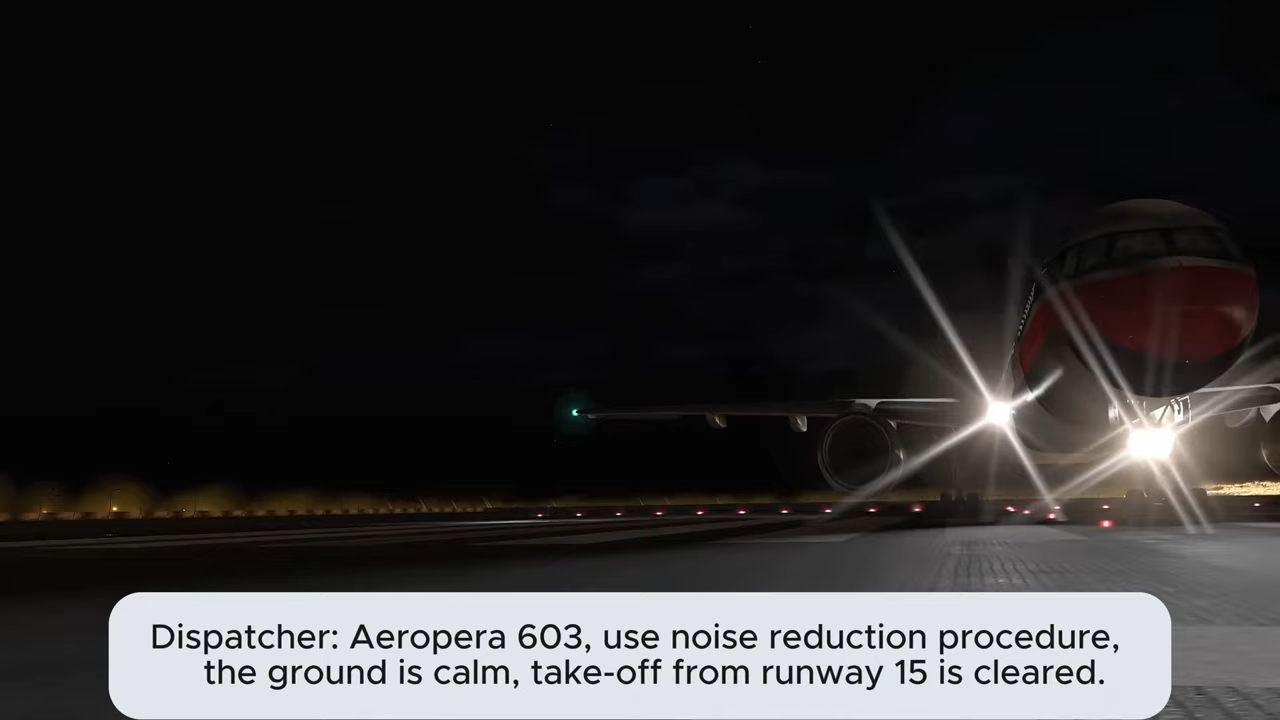 Dispatcher: Aeropera 603, use noise reduction procedure,
the ground is calm, take-off from runway 15 is cleared.